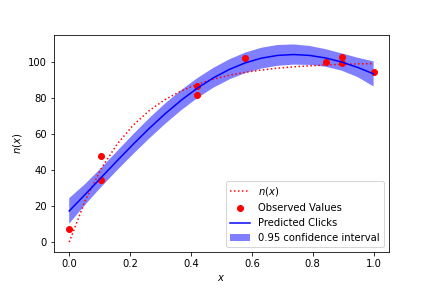 n(x)
100
80
60
40
20
0
0.0 0.2 0.4 0.6 0.8 1.0
x
n(x)
Observed Values
Predicted Clicks
0.95 confidence interval